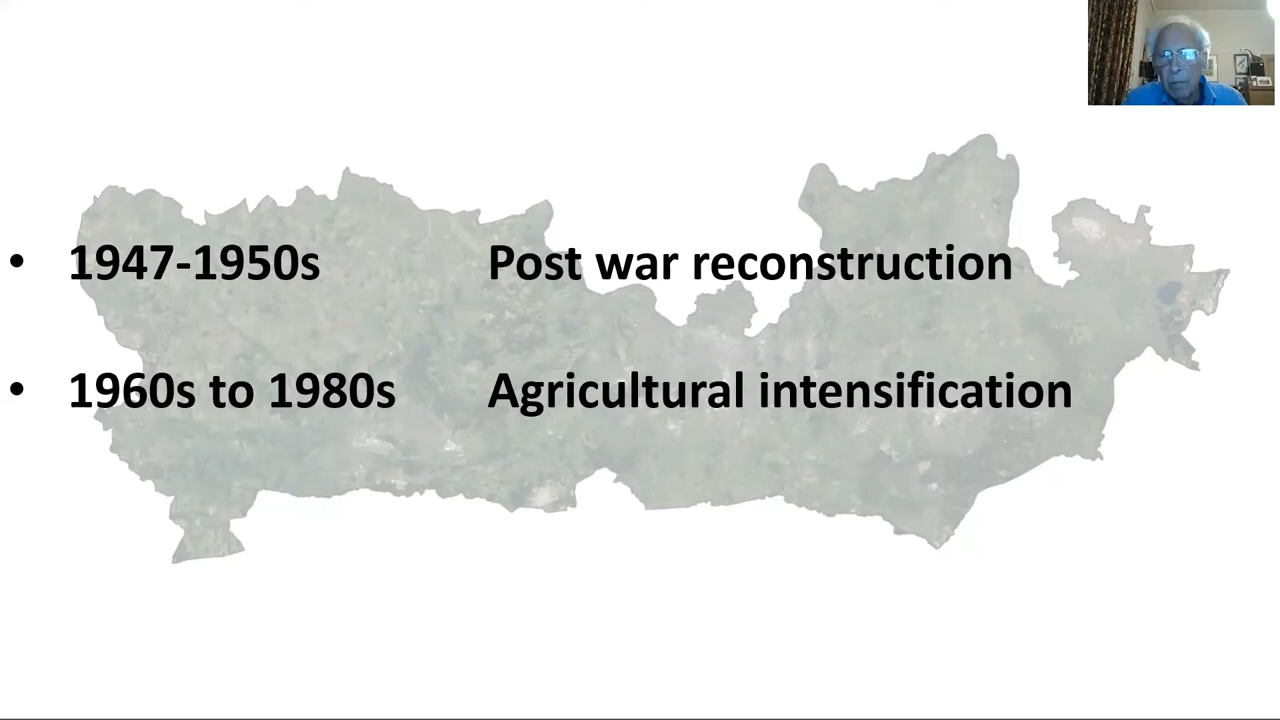 • 1947-1950s Post war reconstruction
• 1960s to 1980s Agricultural intensification